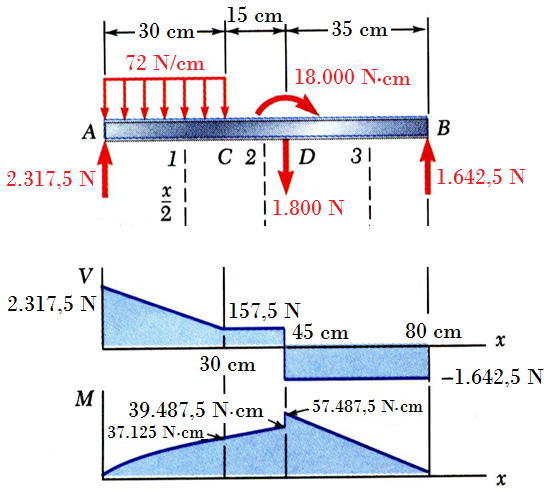 15 cm
30 cm
35 cm
72 N/cm
18.000 N·cm
A
B
1
C
2
D
3
2.317,5 N
x
2
1.800 N
1.642,5 N
V
2.317,5 N
157,5 N
45 cm
80 cm
x
30 cm
−1.642,5 N
M
39.487,5 N·cm
57.487,5 N·cm
37.125 N·cm
x